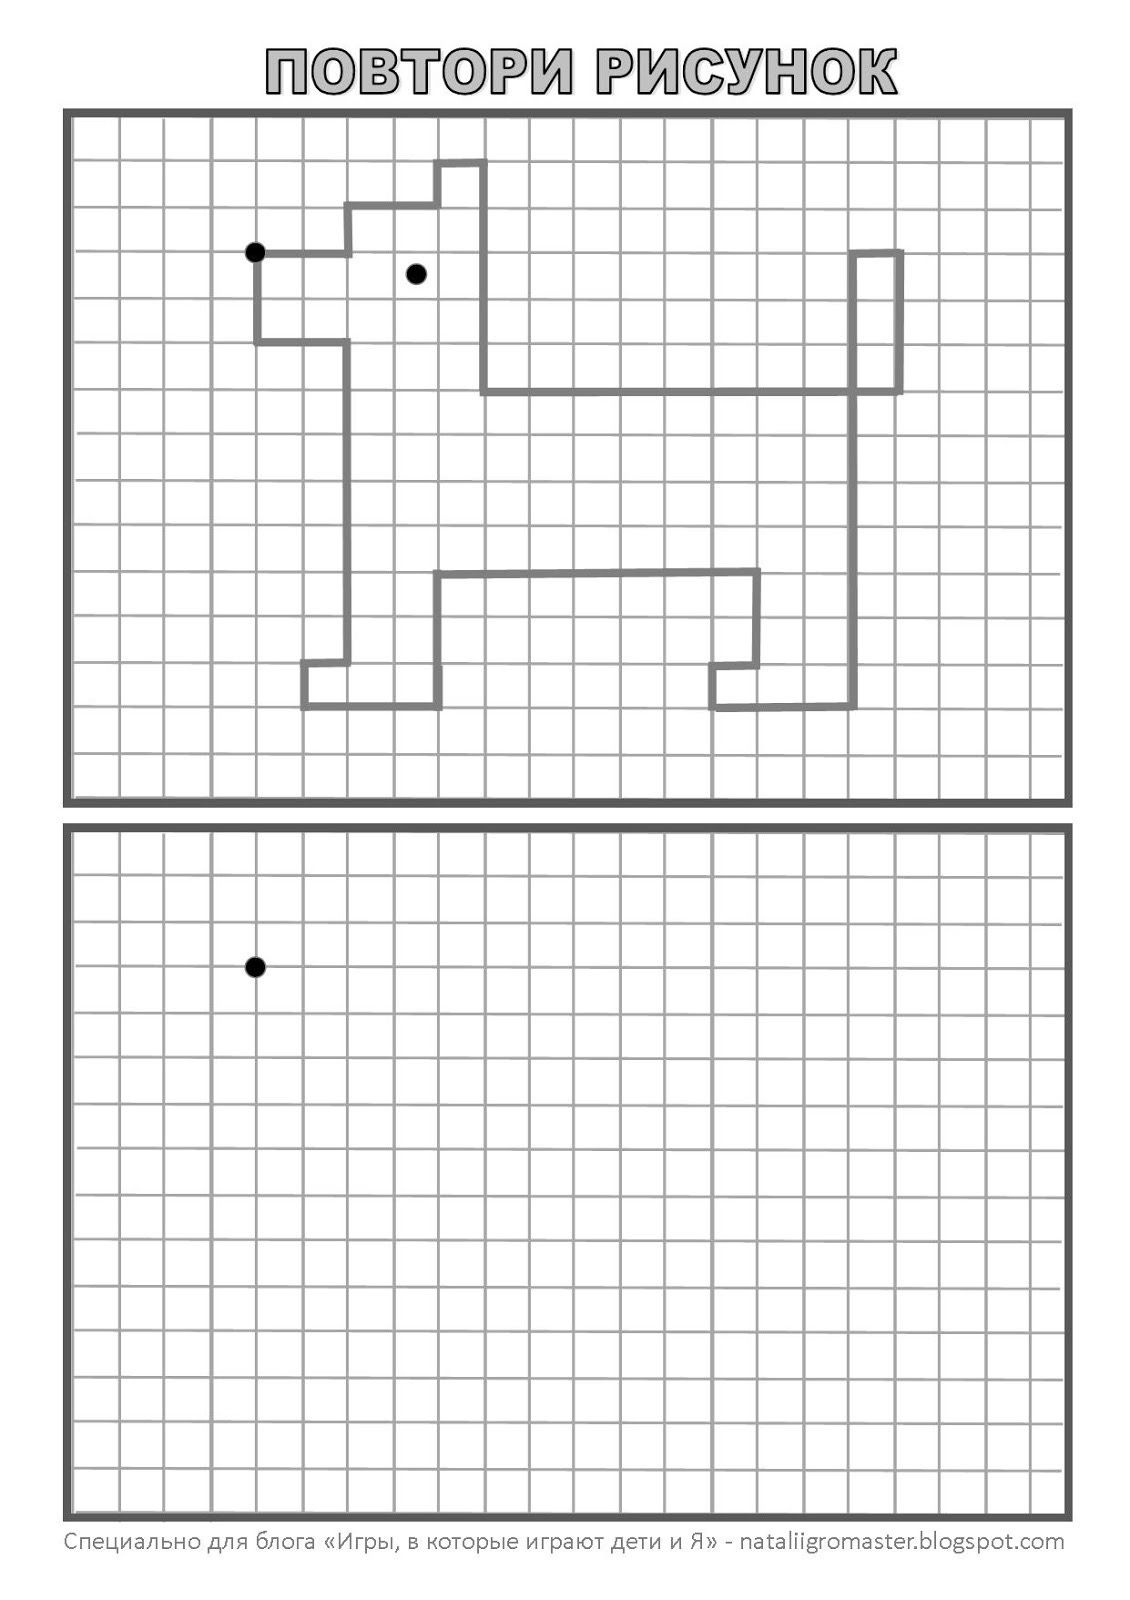 ПОВТОРИ РИСУНОК
Специально для блога «Игры, в которые играют дети и Я» - nataliigromaster.blogspot.com